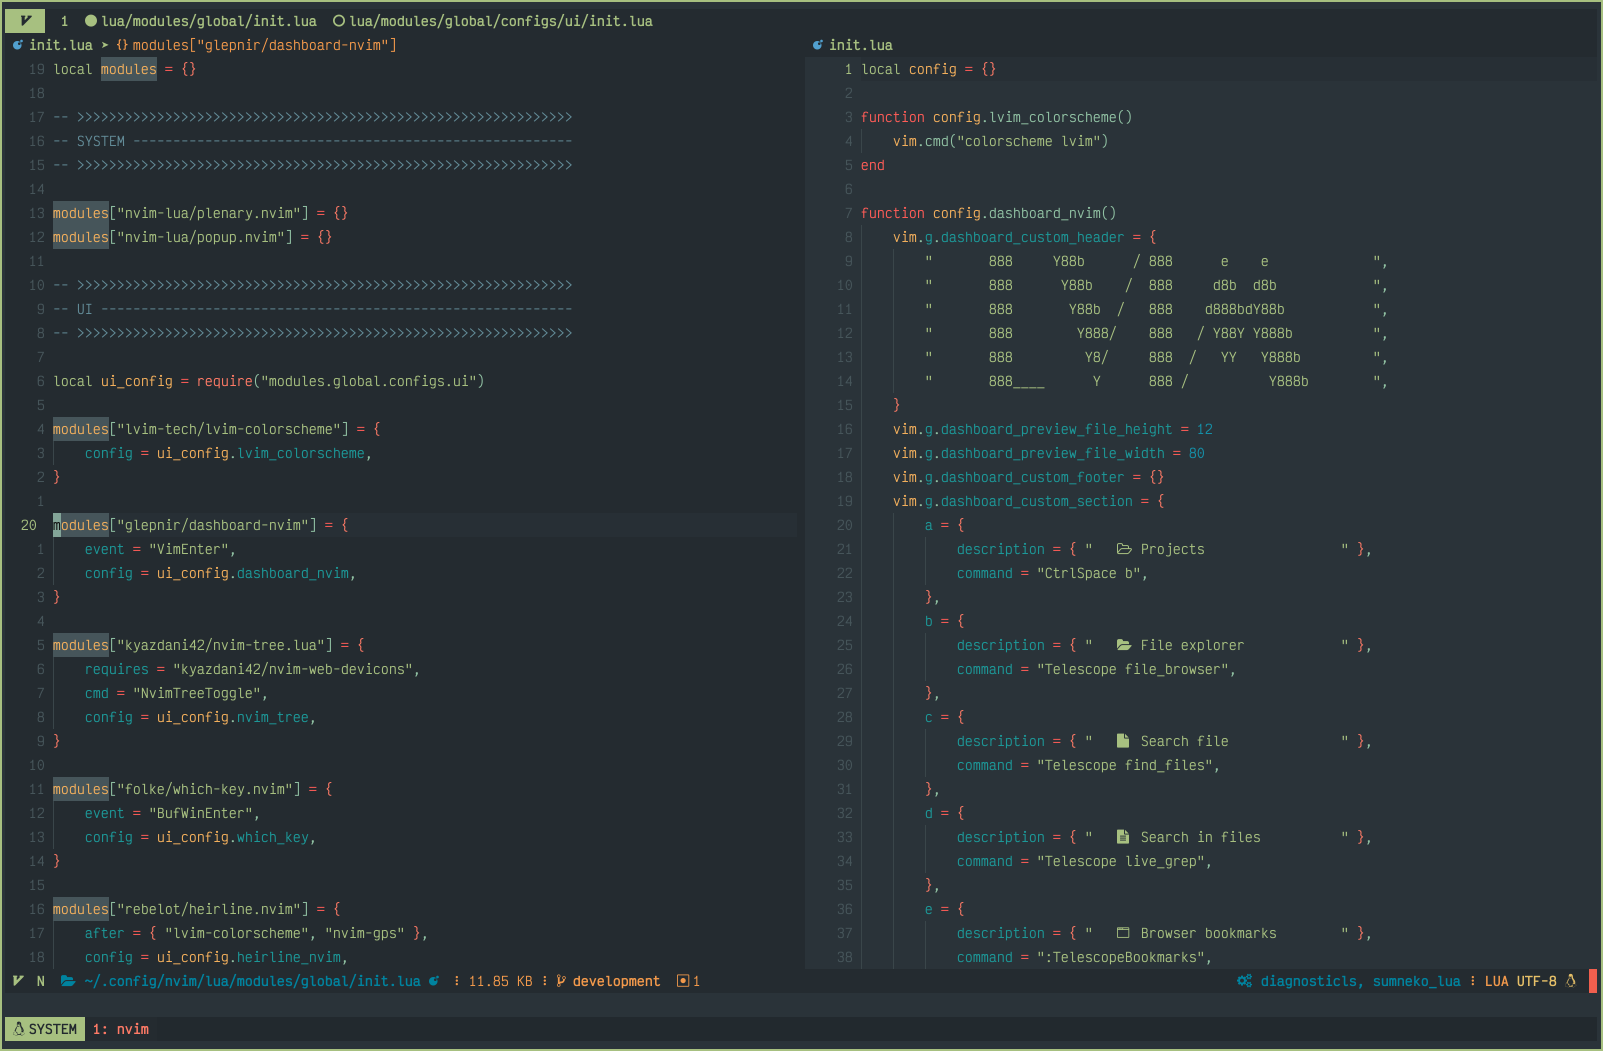 1 lua/modules/global/init.lua lua/modules/global/configs/ui/init.lua
init.lua ➤ {} modules["glepnir/dashboard-nvim"]
19 local modules = {}
18
17 -- >>>>>>>>>>>>>>>>>>>>>>>>>>>>>>>>>>>>>>>>>>>>>>>>>>>>>>>>>>>>>>
16 -- SYSTEM -------------------------------------------------------
15 -- >>>>>>>>>>>>>>>>>>>>>>>>>>>>>>>>>>>>>>>>>>>>>>>>>>>>>>>>>>>>>>
14
13 modules["nvim-lua/plenary.nvim"] = {}
12 modules["nvim-lua/popup.nvim"] = {}
11
10 -- >>>>>>>>>>>>>>>>>>>>>>>>>>>>>>>>>>>>>>>>>>>>>>>>>>>>>>>>>>>>>>
9 -- UI -----------------------------------------------------------
8 -- >>>>>>>>>>>>>>>>>>>>>>>>>>>>>>>>>>>>>>>>>>>>>>>>>>>>>>>>>>>>>>
7
6 local ui_config = require("modules.global.configs.ui")
5
4 modules["lvim-tech/lvim-colorscheme"] = {
3 config = ui_config.lvim_colorscheme,
2 }
1
20 modules["glepnir/dashboard-nvim"] = {
1 event = "VimEnter",
2 config = ui_config.dashboard_nvim,
3 }
4
5 modules["kyazdani42/nvim-tree.lua"] = {
6 requires = "kyazdani42/nvim-web-devicons",
7 cmd = "NvimTreeToggle",
8 config = ui_config.nvim_tree,
9 }
10
11 modules["folke/which-key.nvim"] = {
12 event = "BufWinEnter",
13 config = ui_config.which_key,
14 }
15
16 modules["rebelot/heirline.nvim"] = {
17 after = { "lvim-colorscheme", "nvim-gps" },
18 config = ui_config.heirline_nvim,
init.lua
1 local config = {}
2
3 function config.lvim_colorscheme()
4 vim.cmd("colorscheme lvim")
5 end
6
7 function config.dashboard_nvim()
8 vim.g.dashboard_custom_header = {
9 "       888     Y88b      / 888      e    e             ",
10 "       888      Y88b    /  888     d8b  d8b            ",
11 "       888       Y88b  /   888    d888bdY88b           ",
12 "       888        Y888/    888   / Y88Y Y888b          ",
13 "       888         Y8/     888  /   YY   Y888b         ",
14 "       888____      Y      888 /          Y888b        ",
15 }
16 vim.g.dashboard_preview_file_height = 12
17 vim.g.dashboard_preview_file_width = 80
18 vim.g.dashboard_custom_footer = {}
19 vim.g.dashboard_custom_section = {
20 a = {
21 description = { " Projects " },
22 command = "CtrlSpace b",
23 },
24 b = {
25 description = { " File explorer " },
26 command = "Telescope file_browser",
27 },
28 c = {
29 description = { " Search file " },
30 command = "Telescope find_files",
31 },
32 d = {
33 description = { " Search in files " },
34 command = "Telescope live_grep",
35 },
36 e = {
37 description = { " Browser bookmarks " },
38 command = ":TelescopeBookmarks",
N ~/.config/nvim/lua/modules/global/init.lua ⋮ 11.85 KB ⋮ development 1 diagnosticls, sumneko_lua ⋮ LUA UTF-8
SYSTEM 1: nvim